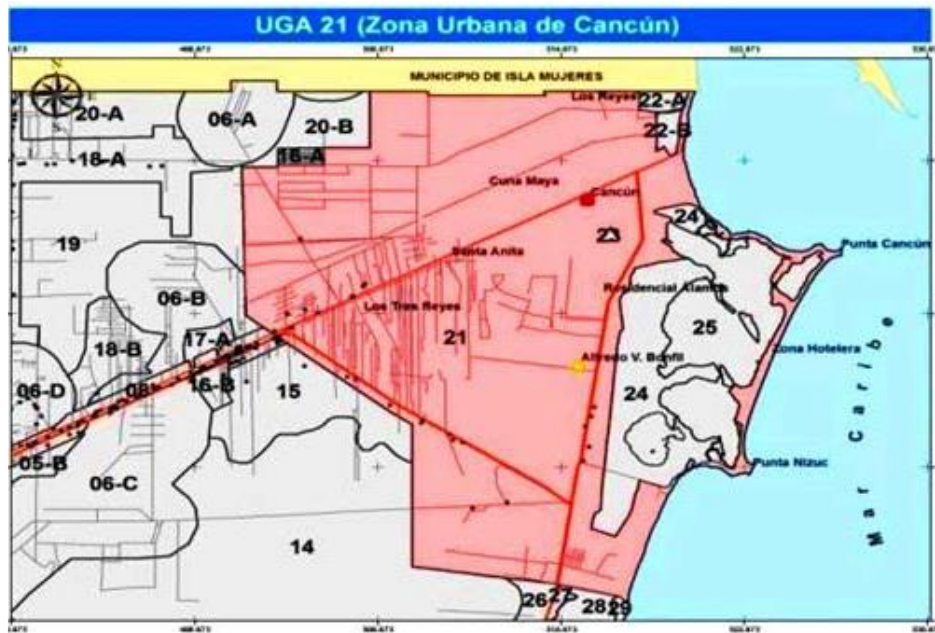 UGA 21 (Zona Urbana de Cancún)
MUNICIPIO DE ISLA MUJERES
Los Reyes
22-A
20-A
06-A
20-B
22-B
18-A
16-A
Cuna Maya
Cancún
24
19
23
Punta Cancún
Santa Anita
06-B
Residencial Alamos
Los Tres Reyes
25
17-A
21
18-B
Zona Hotelera
Alfredo V. Bonfil
06-D
16-B
15
24
05-B
Punta Nizuc
06-C
Mar Caribe
14
26
27
28
29